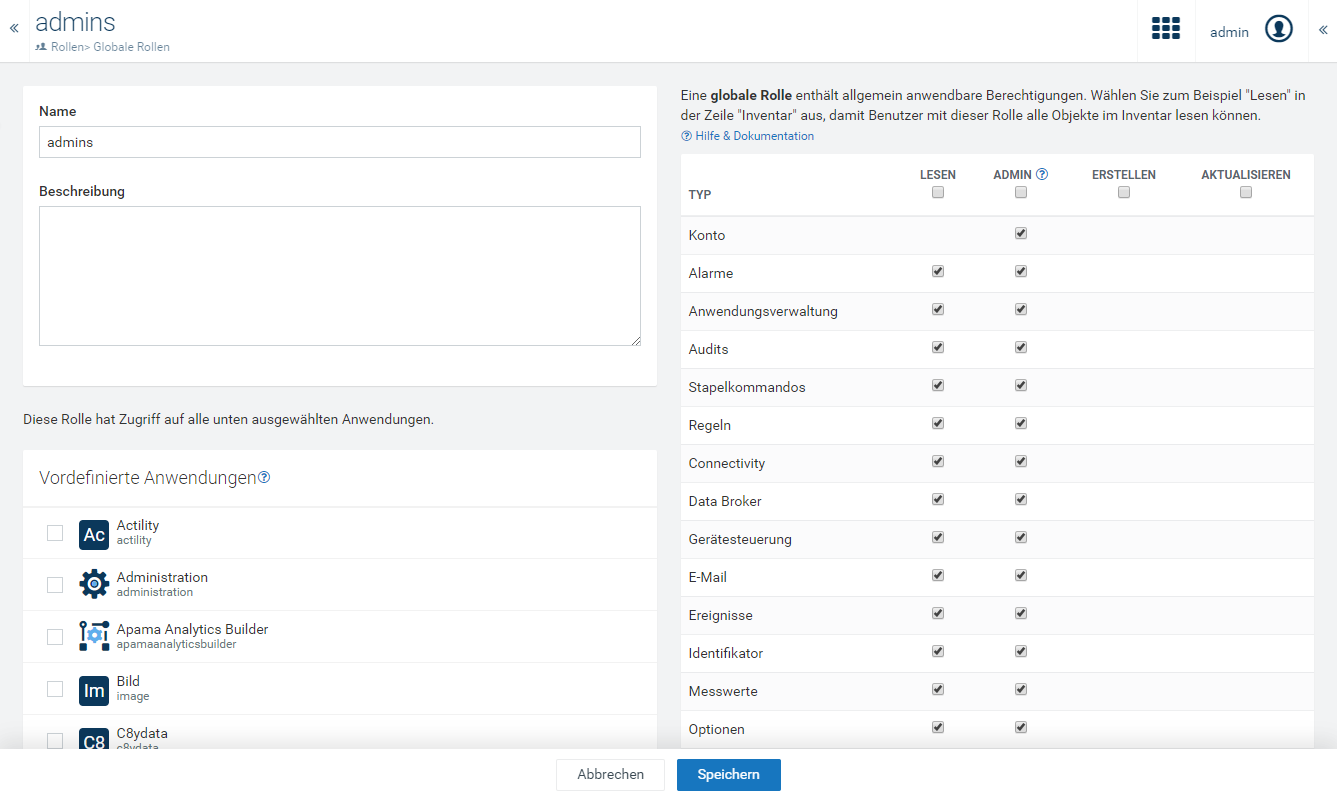 «
admins
Rollen> Globale Rollen
admin
«
Name
admins
Beschreibung
Diese Rolle hat Zugriff auf alle unten ausgewählten Anwendungen.
Vordefinierte Anwendungen
Ac
Actility
actility
Administration
administration
Apama Analytics Builder
apamaanalyticsbuilder
Im
Bild
image
C8
C8ydata
c8ydata
Eine globale Rolle enthält allgemein anwendbare Berechtigungen. Wählen Sie zum Beispiel "Lesen" in
der Zeile "Inventar" aus, damit Benutzer mit dieser Rolle alle Objekte im Inventar lesen können.
Hilfe & Dokumentation
TYP LESEN ADMIN ERSTELLEN AKTUALISIEREN
Konto
Alarme
Anwendungsverwaltung
Audits
Stapelkommandos
Regeln
Connectivity
Data Broker
Gerätesteuerung
E-Mail
Ereignisse
Identifikator
Messwerte
Optionen
Abbrechen Speichern